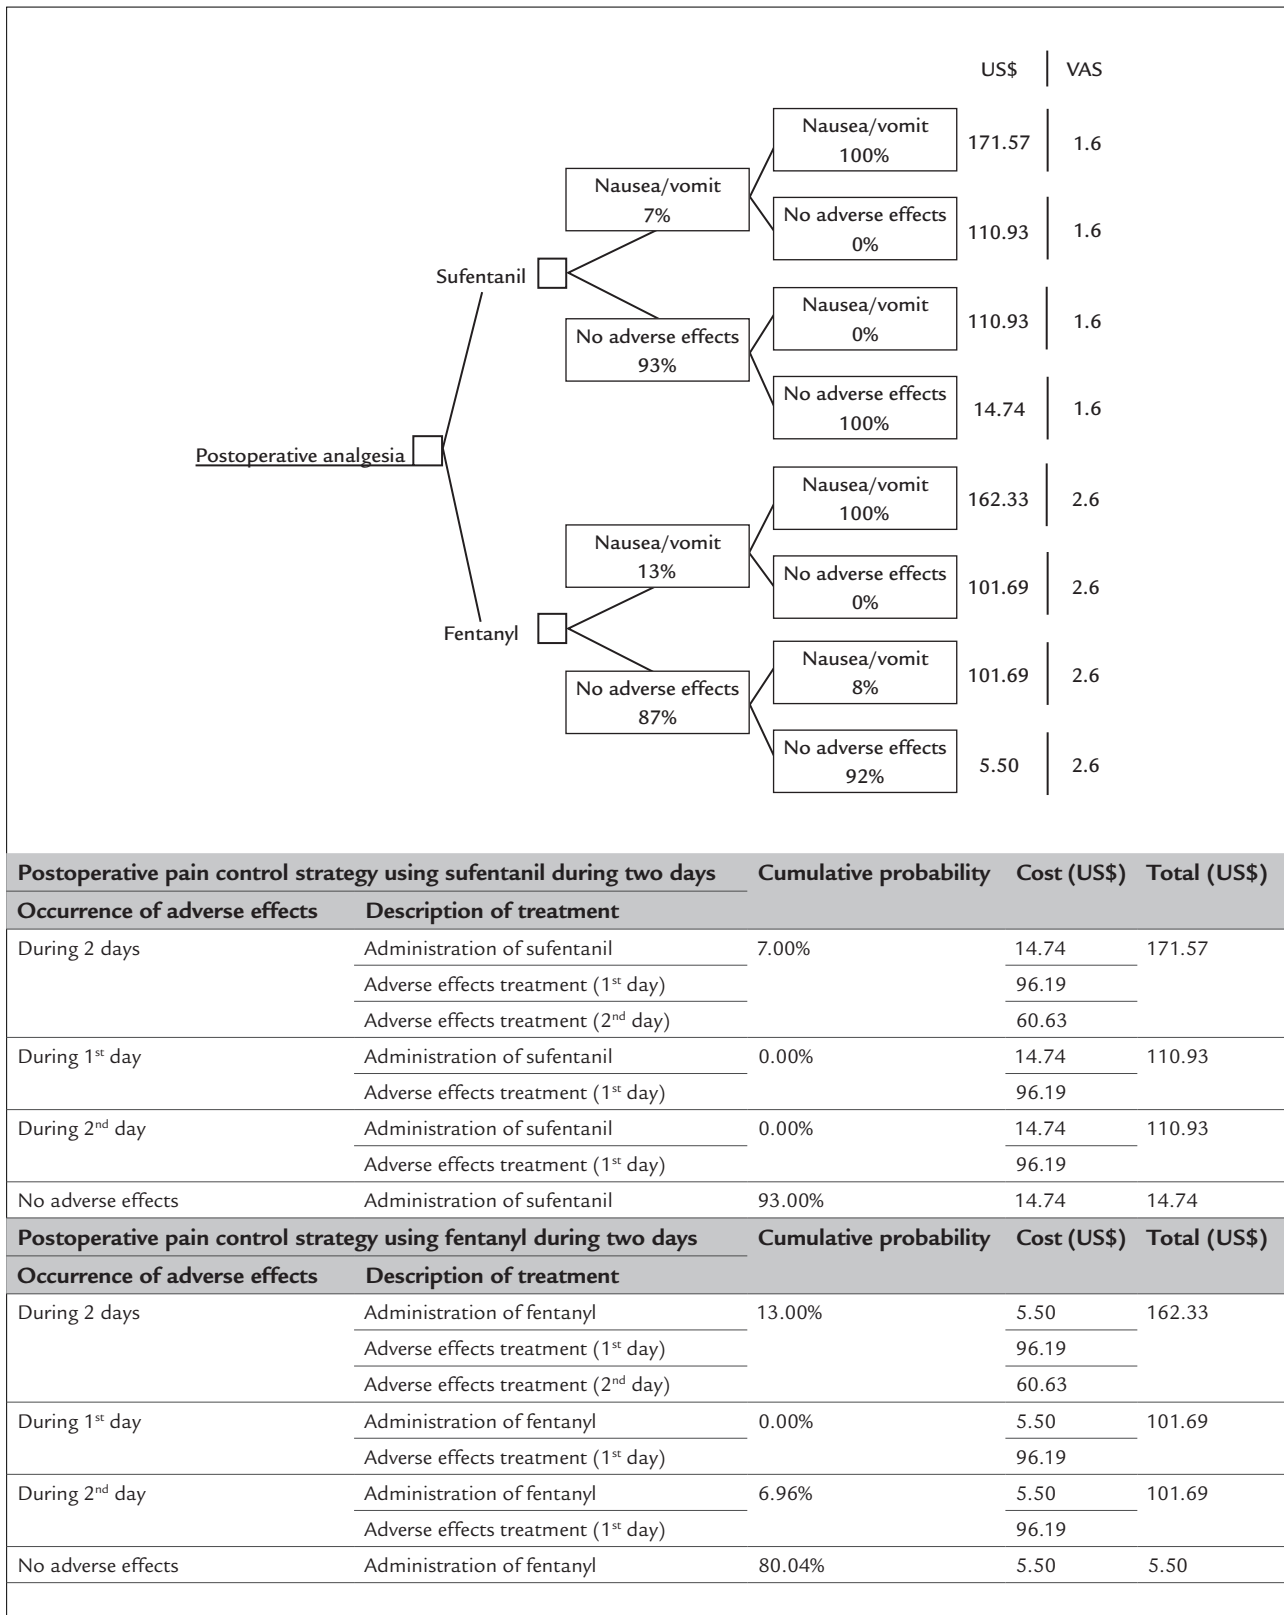 US$ VAS
Nausea/vomit
100%
171.57 1.6
Nausea/vomit
7%
No adverse effects
0%
110.93 1.6
Sufentanil
Nausea/vomit
0%
110.93 1.6
No adverse effects
93%
No adverse effects
100%
14.74 1.6
Postoperative analgesia
Nausea/vomit
100%
162.33 2.6
Nausea/vomit
13%
No adverse effects
0%
101.69 2.6
Fentanyl
Nausea/vomit
8%
101.69 2.6
No adverse effects
87%
No adverse effects
92%
5.50 2.6
Postoperative pain control strategy using sufentanil during two days Cumulative probability Cost (US$) Total (US$)
Occurrence of adverse effects Description of treatment
During 2 days Administration of sufentanil 7.00% 14.74 171.57
Adverse effects treatment (1st day) 96.19
Adverse effects treatment (2nd day) 60.63
During 1st day Administration of sufentanil 0.00% 14.74 110.93
Adverse effects treatment (1st day) 96.19
During 2nd day Administration of sufentanil 0.00% 14.74 110.93
Adverse effects treatment (1st day) 96.19
No adverse effects Administration of sufentanil 93.00% 14.74 14.74
Postoperative pain control strategy using fentanyl during two days Cumulative probability Cost (US$) Total (US$)
Occurrence of adverse effects Description of treatment
During 2 days Administration of fentanyl 13.00% 5.50 162.33
Adverse effects treatment (1st day) 96.19
Adverse effects treatment (2nd day) 60.63
During 1st day Administration of fentanyl 0.00% 5.50 101.69
Adverse effects treatment (1st day) 96.19
During 2nd day Administration of fentanyl 6.96% 5.50 101.69
Adverse effects treatment (1st day) 96.19
No adverse effects Administration of fentanyl 80.04% 5.50 5.50